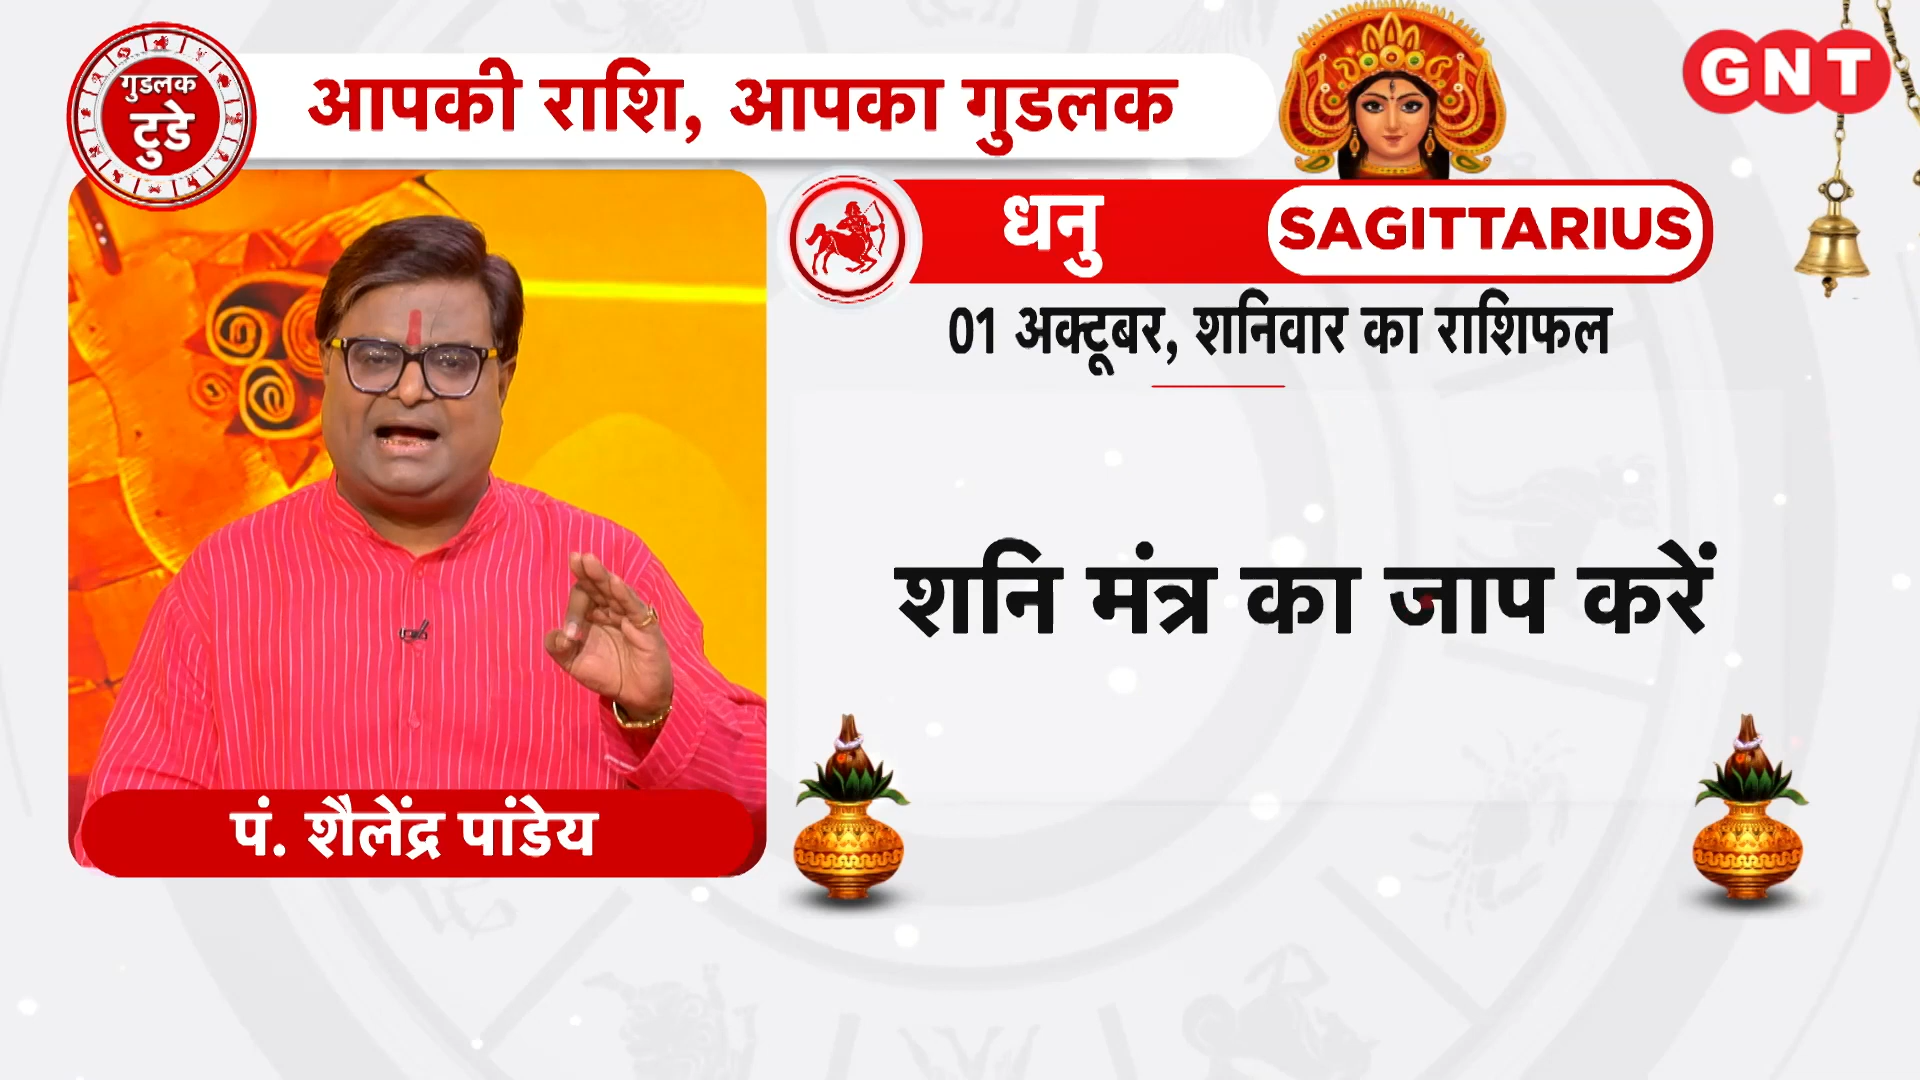 गुडलक
टुडे
आपकी राशि, आपका गुडलक
GNT
धनु
SAGITTARIUS
01 अक्टूबर, शनिवार का राशिफल
शनि मंत्र का जाप करें
पं. शैलेंद्र पांडेय